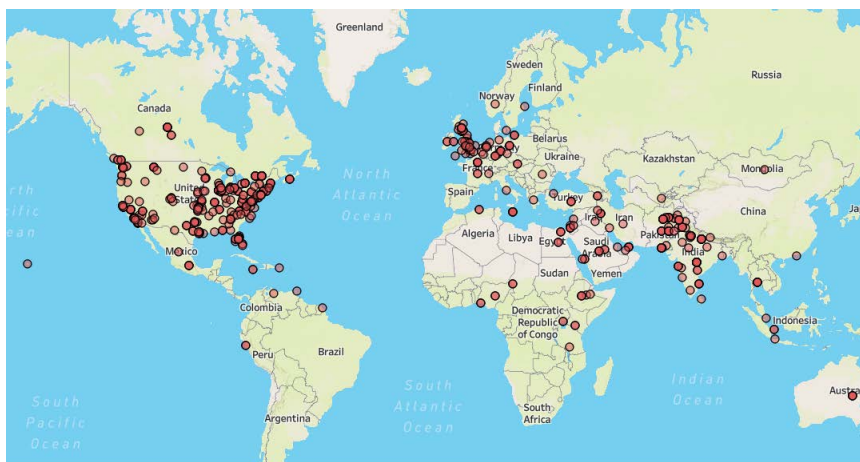 Greenland
Sweden
Russia
Norway
Finland
Canada
Belarus
Ukraine
France
Kazakhstan
Mongolia
North
Atlantic
Ocean
United
Spain
Turkey
China
Iran
Algeria
Libya
Egypt
Saudi
Arabia
Pakistan
India
Mexico
Sudan
Yemen
Colombia
Democratic
Republic
of Congo
Indonesia
Peru
Brazil
South
Pacific
Ocean
South
Atlantic
Ocean
Indian
Ocean
Argentina
South
Africa